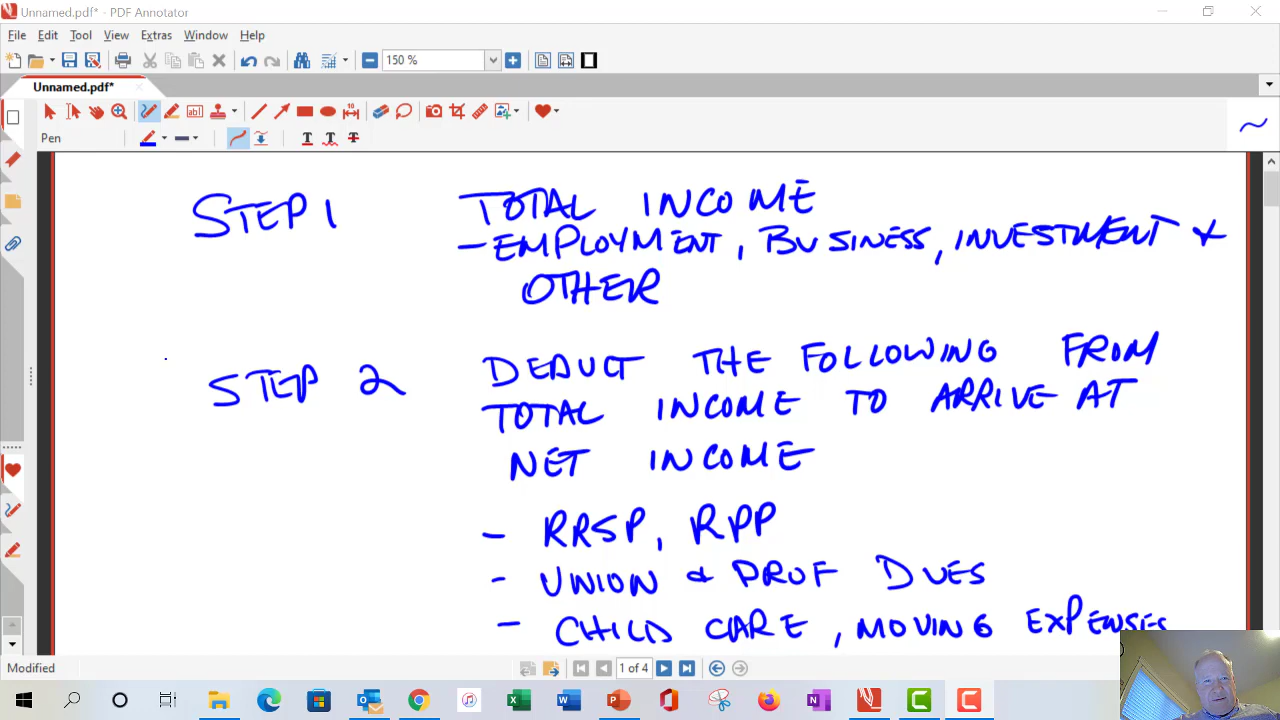 Unnamed.pdf* - PDF Annotator
File Edit Tool View Extras Window Help
150 %
Unnamed.pdf*
Pen
STEP 1 TOTAL INCOME
- EMPLOYMENT, BUSINESS, INVESTMENT &
OTHER
STEP 2 DEDUCT THE FOLLOWING FROM
TOTAL INCOME TO ARRIVE AT
NET INCOME
- RRSP, RPP
- UNION & PROF DUES
- CHILD CARE, MOVING EXPENSES
Modified
1 of 4